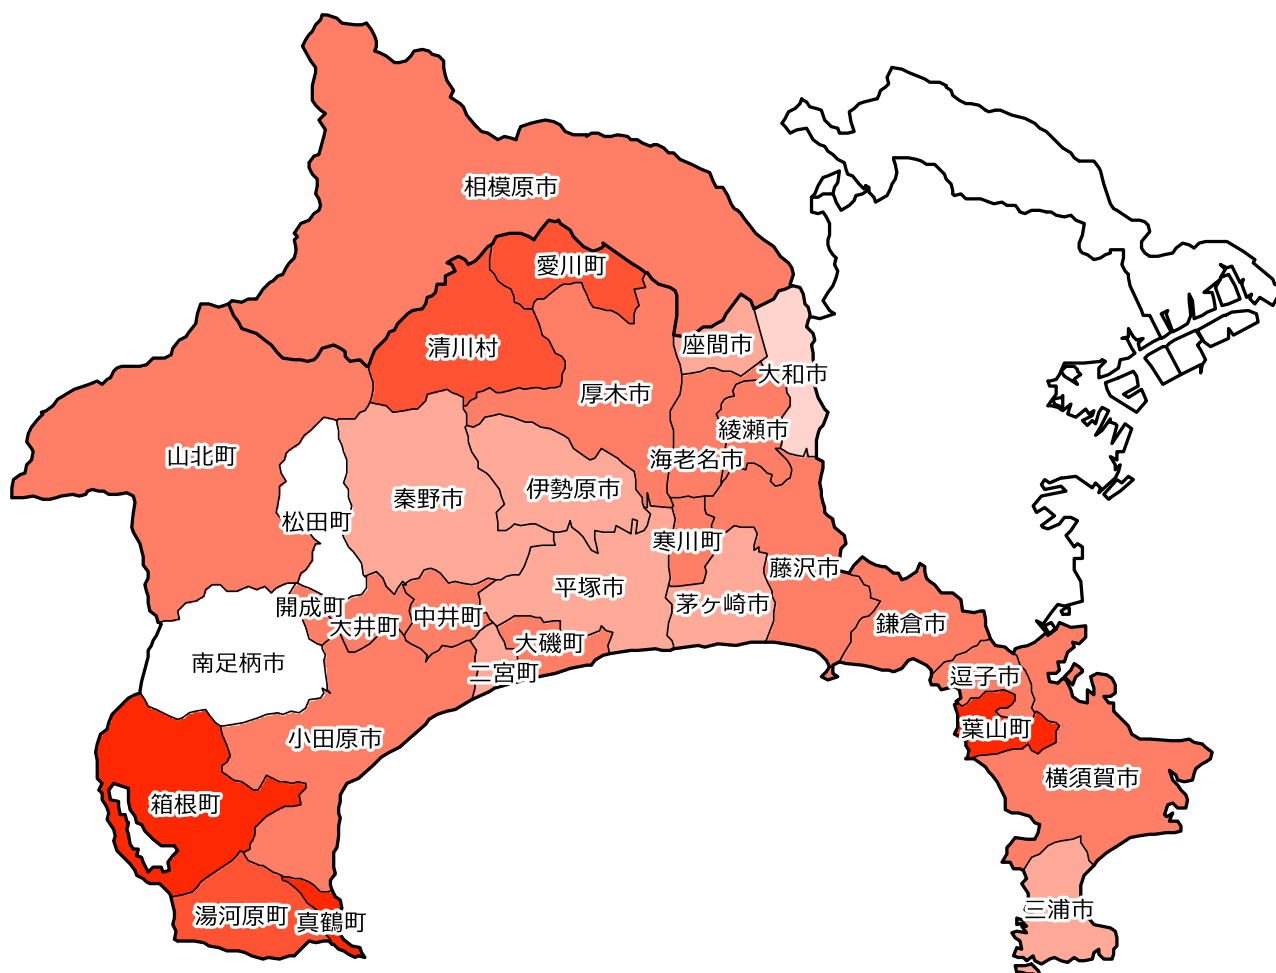 相模原市
愛川町
清川村
座間市
大和市
厚木市
綾瀬市
山北町
海老名市
秦野市
伊勢原市
松田町
寒川町
藤沢市
平塚市
茅ヶ崎市
開成町
大井町
中井町
鎌倉市
大磯町
南足柄市
二宮町
逗子市
葉山町
小田原市
横須賀市
箱根町
三浦市
湯河原町
真鶴町